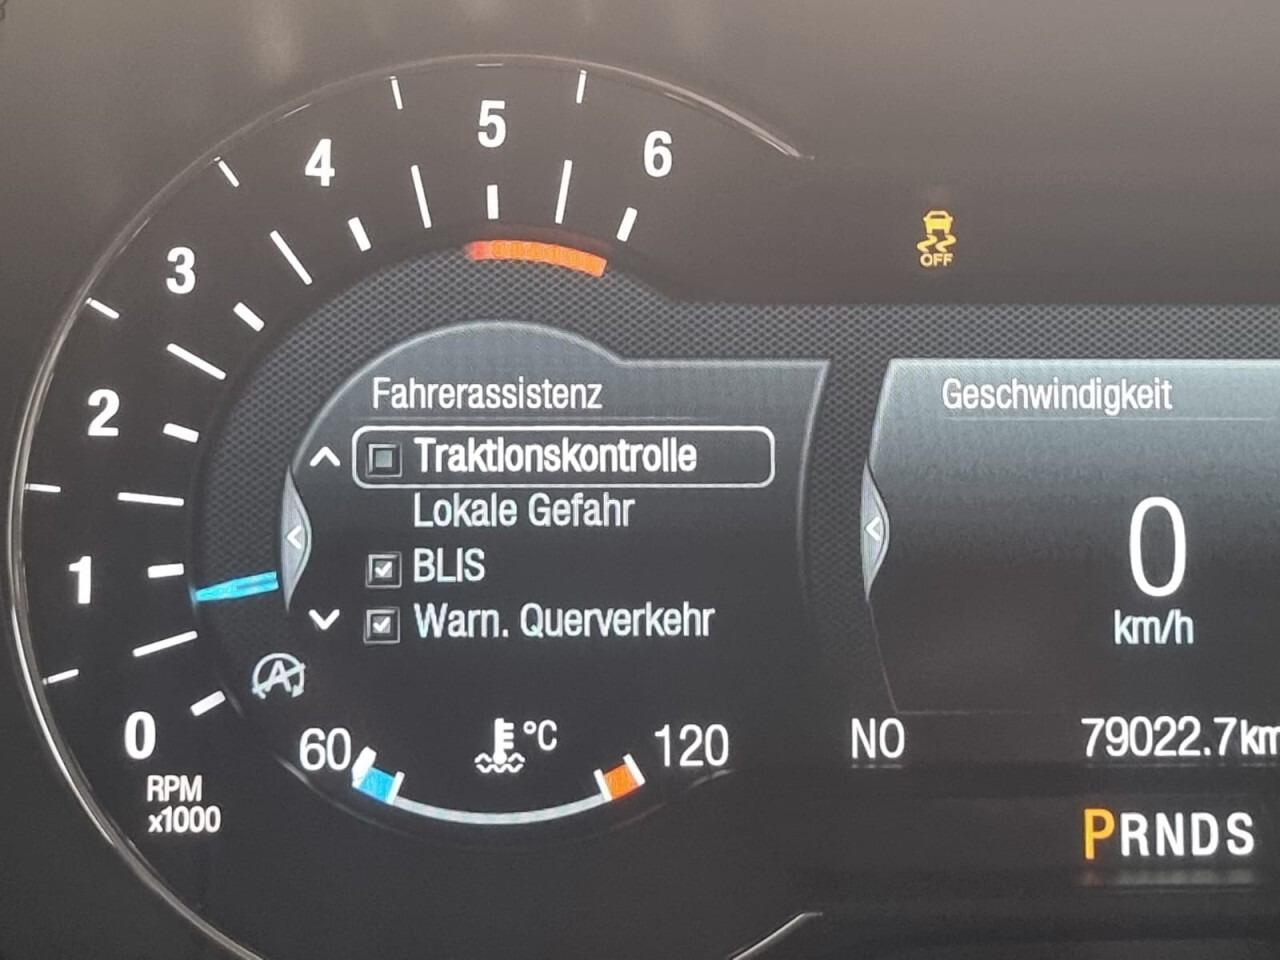 5
4
6
3
OFF
2
Fahrerassistenz
Geschwindigkeit
Traktionskontrolle
Lokale Gefahr
0
BLIS
1
km/h
Warn. Querverkehr
A
0
60
°C
120
NO
79022.7km
RPM
x1000
PRNDS